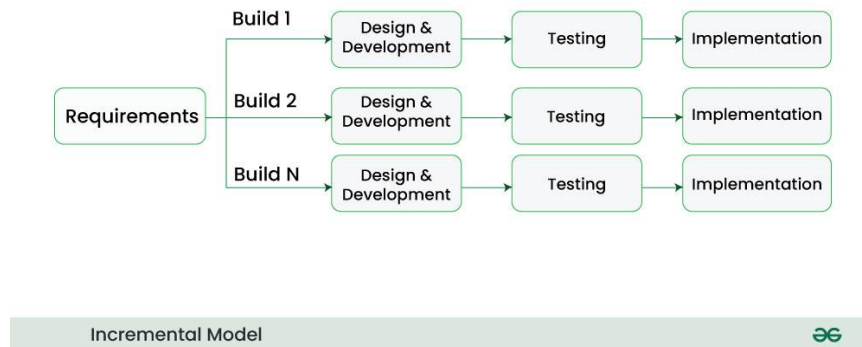 Build 1
Design &
Development
Testing
Implementation
Requirements
Build 2
Design &
Development
Testing
Implementation
Build N
Design &
Development
Testing
Implementation
Incremental Model